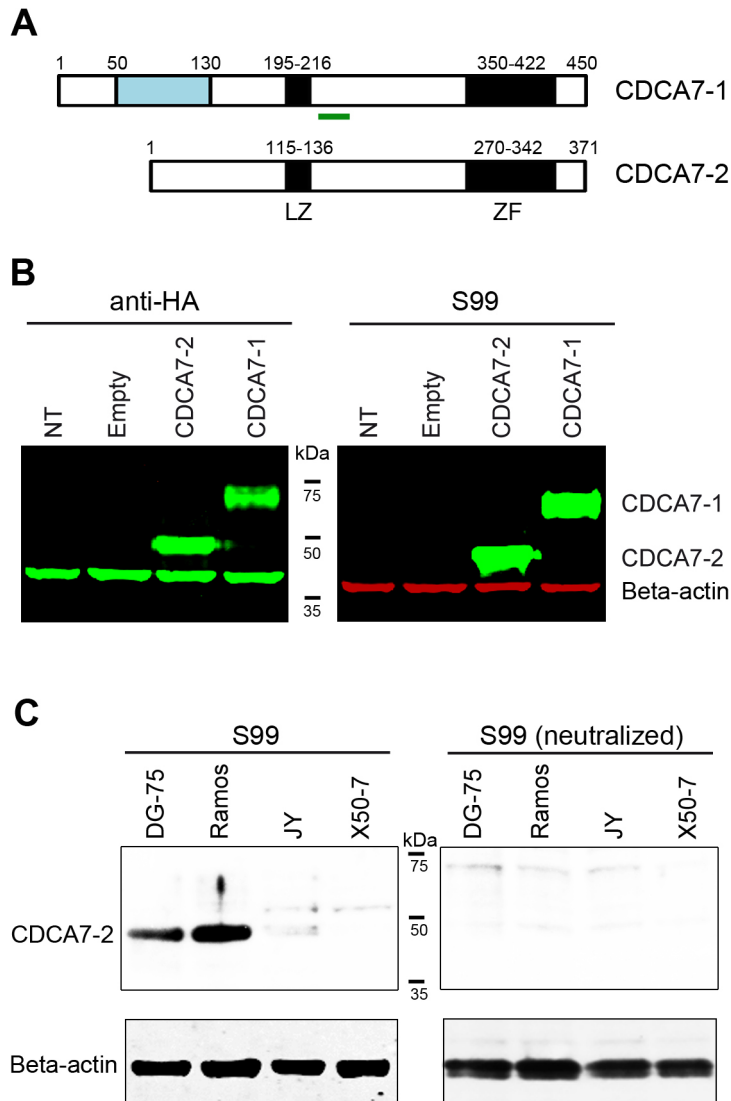 A
1 50 130 195-216 350-422 450
CDCA7-1
1 115-136 270-342 371
CDCA7-2
LZ ZF
B
anti-HA S99
NT Empty CDCA7-2 CDCA7-1 NT Empty CDCA7-2 CDCA7-1
kDa
75
CDCA7-1
50
CDCA7-2
Beta-actin
35
C
S99 S99 (neutralized)
DG-75 Ramos JY X50-7 DG-75 Ramos JY X50-7
kDa
75
CDCA7-2
50
35
Beta-actin